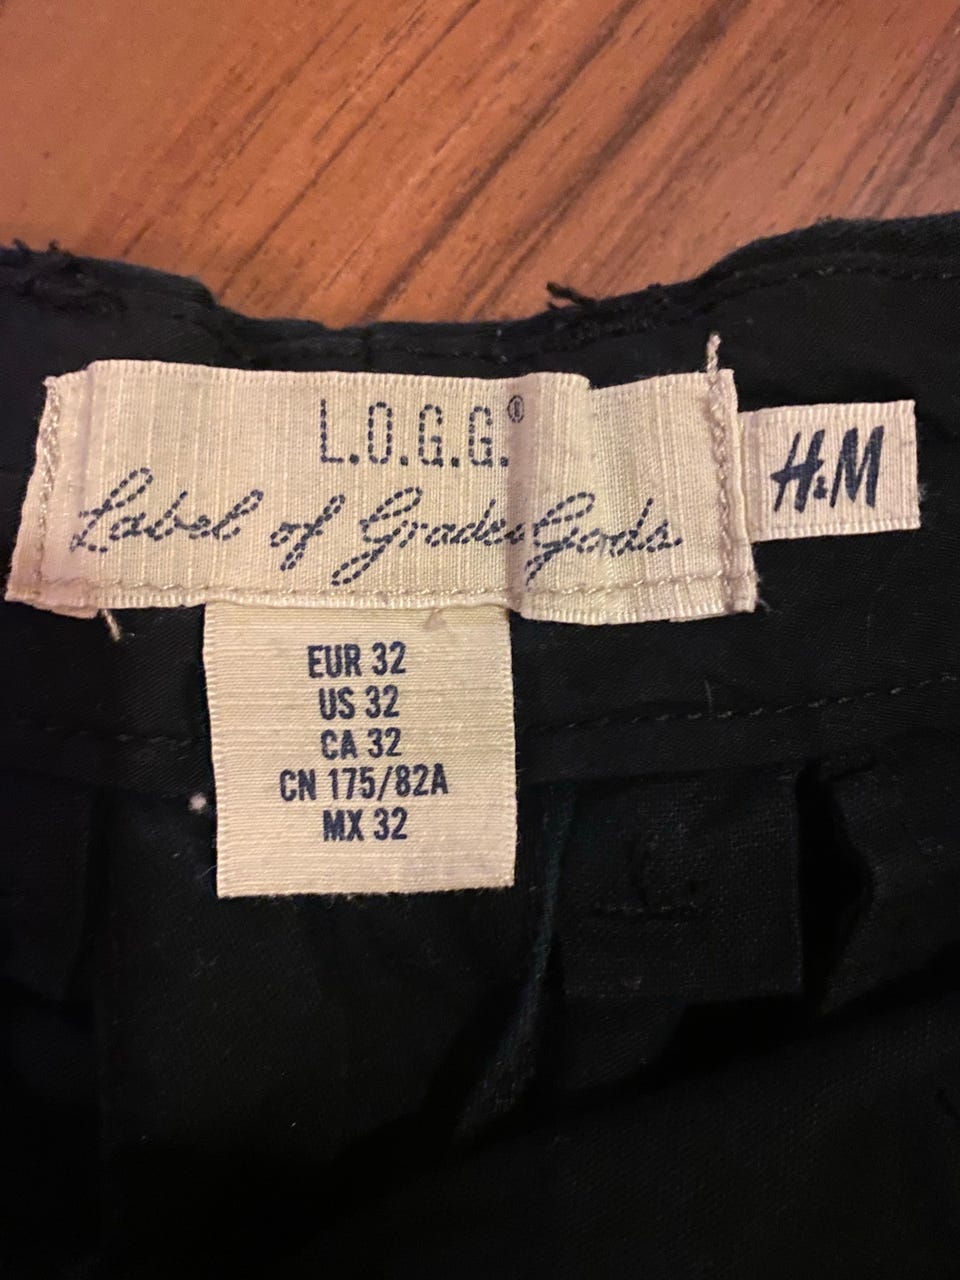 L.O.G.G.®
Label of Graded Goods
H&M
EUR 32
US 32
CA 32
CN 175/82A
MX 32